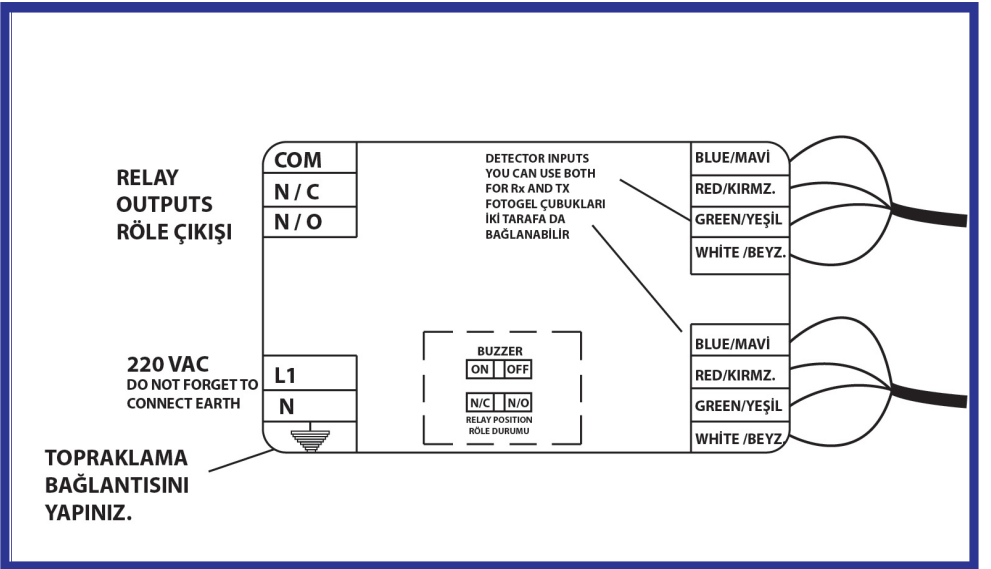 RELAY
OUTPUTS
RÖLE ÇIKIŞI
COM
N / C
N / O
DETECTOR INPUTS
YOU CAN USE BOTH
FOR Rx AND TX
FOTOGEL ÇUBUKLARI
İKİ TARAFA DA
BAĞLANABİLİR
BLUE/MAVİ
RED/KIRMZ.
GREEN/YEŞİL
WHİTE /BEYZ.
220 VAC
DO NOT FORGET TO
CONNECT EARTH
L1
N
TOPRAKLAMA
BAĞLANTISINI
YAPINIZ.
BUZZER
ON OFF
N/C N/O
RELAY POSITION
RÖLE DURUMU
BLUE/MAVİ
RED/KIRMZ.
GREEN/YEŞİL
WHİTE /BEYZ.